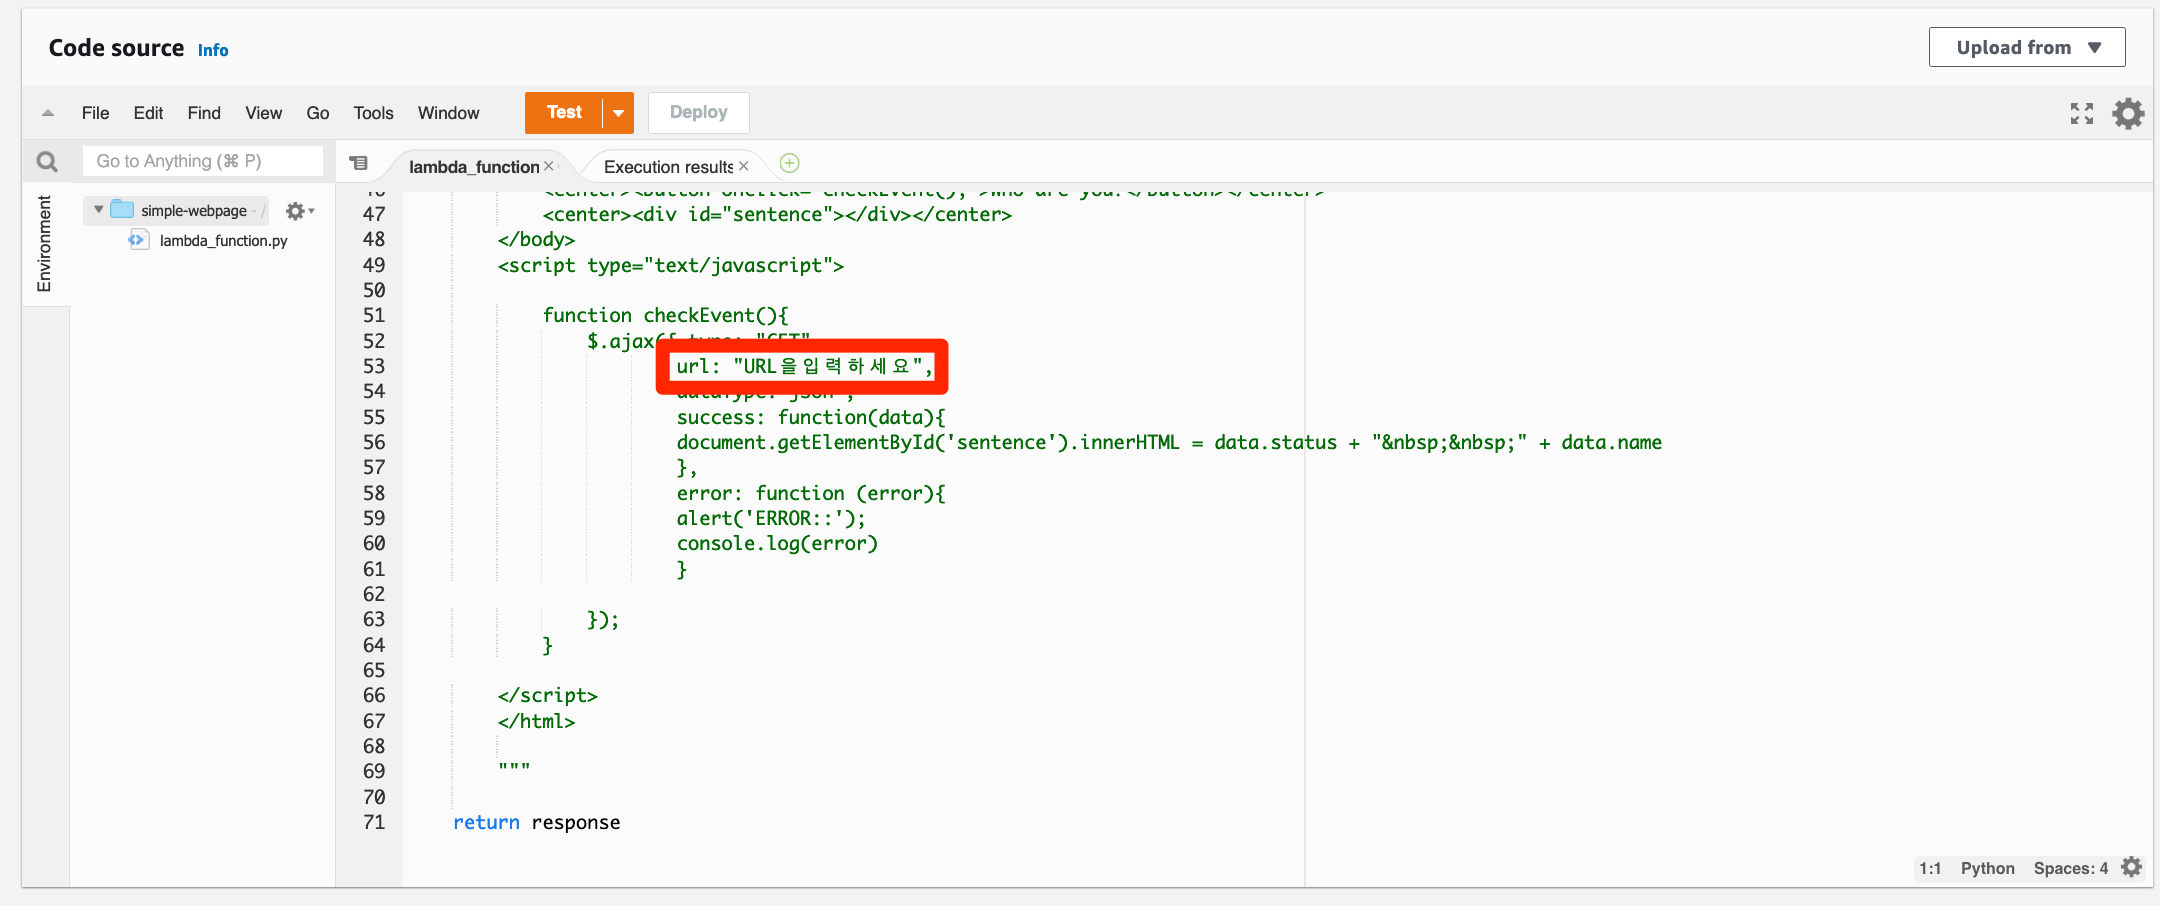 Code source Info
Upload from
File Edit Find View Go Tools Window Test Deploy
Go to Anything (⌘ P)
lambda_function
Execution results
Environment
simple-webpage - /
lambda_function.py
47 <center><div id="sentence"></div></center>
48 </body>
49 <script type="text/javascript">
50
51 function checkEvent(){
52 $.ajax({ type: "GET"
53 url: "URL을입력하세요",
54 dataType: "json",
55 success: function(data){
56 document.getElementById('sentence').innerHTML = data.status + "&nbsp;&nbsp;" + data.name
57 },
58 error: function (error){
59 alert('ERROR::');
60 console.log(error)
61 }
62
63 });
64 }
65
66 </script>
67 </html>
68
69 """
70
71 return response
1:1 Python Spaces: 4